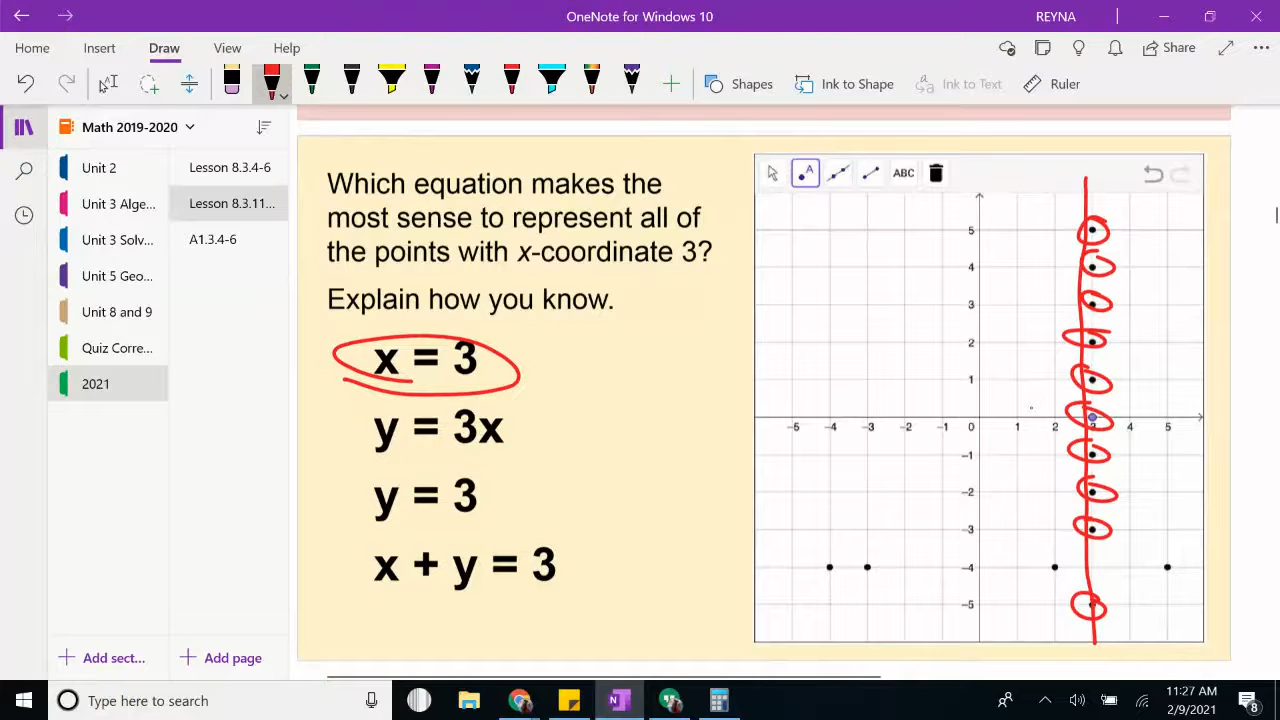 OneNote for Windows 10
REYNA
Home
Insert
Draw
View
Help
Share
Shapes
Ink to Shape
Ink to Text
Ruler
Math 2019-2020
Unit 2
Unit 3 Alge...
Unit 3 Solv...
Unit 5 Geo...
Unit 8 and 9
Quiz Corre...
2021
Add sect...
Lesson 8.3.4-6
Lesson 8.3.11...
A1.3.4-6
Add page
Which equation makes the
most sense to represent all of
the points with x-coordinate 3?
Explain how you know.
x = 3
y = 3x
y = 3
x + y = 3
A
ABC
5
4
3
2
1
-5 -4 -3 -2 -1 0 1 2 3 4 5
-1
-2
-3
-4
-5
Type here to search
11:27 AM
2/9/2021
8